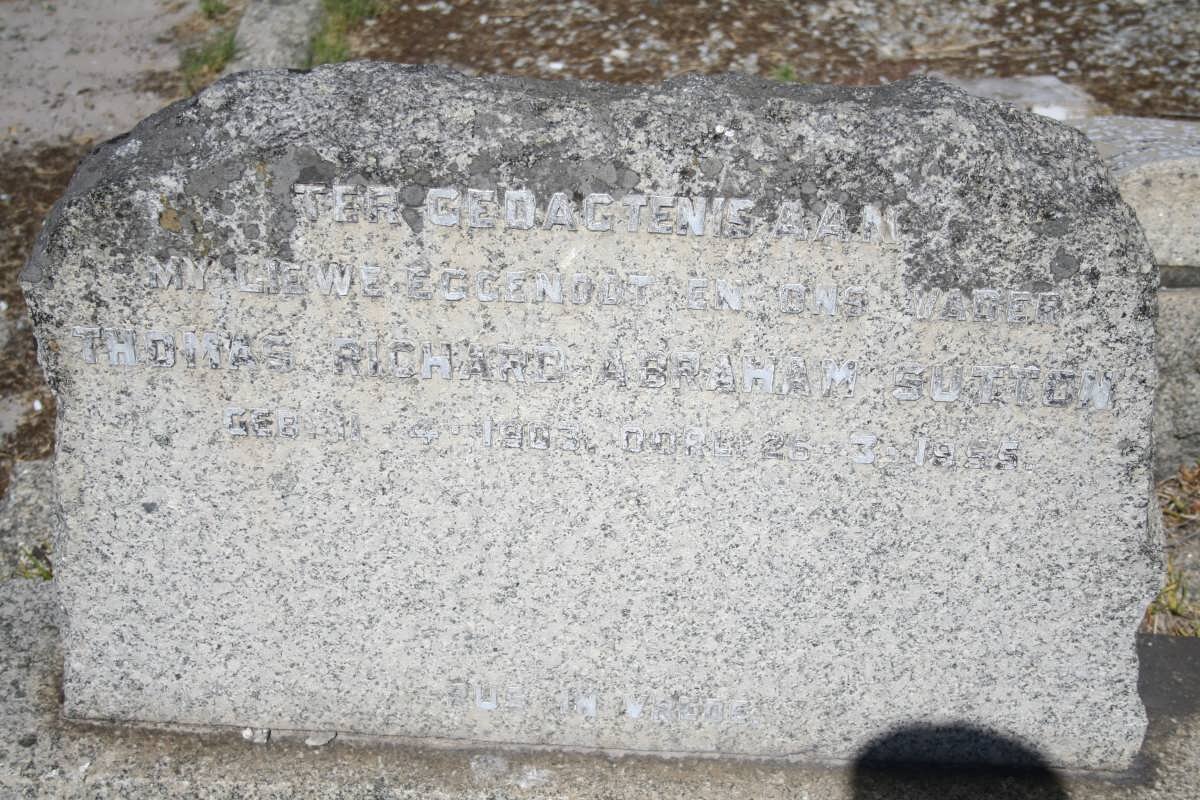 TER GEDAGTENIS AAN
MY LIEWE EGGENOOT EN ONS VADER
THOMAS RICHARD ABRAHAM SUTTON
GEB. 11 · 4 · 1903. OORL. 26 · 3 · 1955.
RUS IN VREDE.